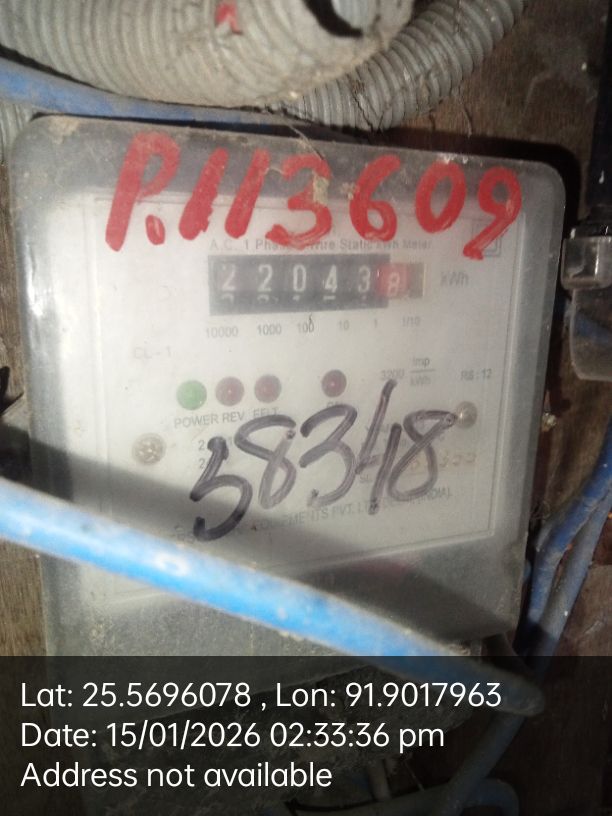 P.113609
A.C. 1 Phase 2 Wire Static kWh Meter
22043 8 kWh
10000 1000 100 10 1 1/10
CL-1
3200 imp/kWh
RS: 12
POWER REV EFLT
58348
PVT. LTD.
Lat: 25.5696078 , Lon: 91.9017963
Date: 15/01/2026 02:33:36 pm
Address not available